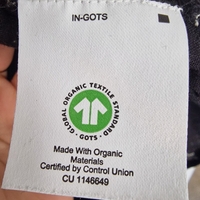 IN-GOTS
GLOBAL ORGANIC TEXTILE STANDARD
· GOTS ·
Made With Organic
Materials
Certified by Control Union
CU 1146649